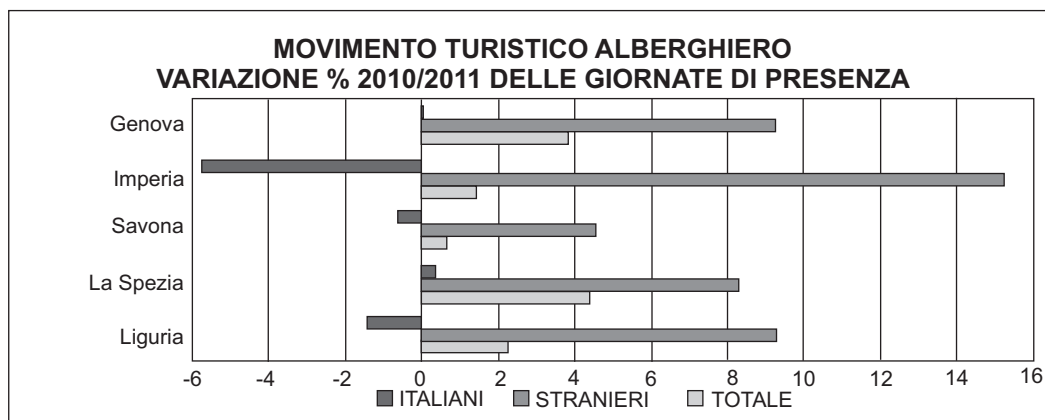 MOVIMENTO TURISTICO ALBERGHIERO
VARIAZIONE % 2010/2011 DELLE GIORNATE DI PRESENZA
Genova
Imperia
Savona
La Spezia
Liguria
-6 -4 -2 0 2 4 6 8 10 12 14 16
ITALIANI STRANIERI TOTALE